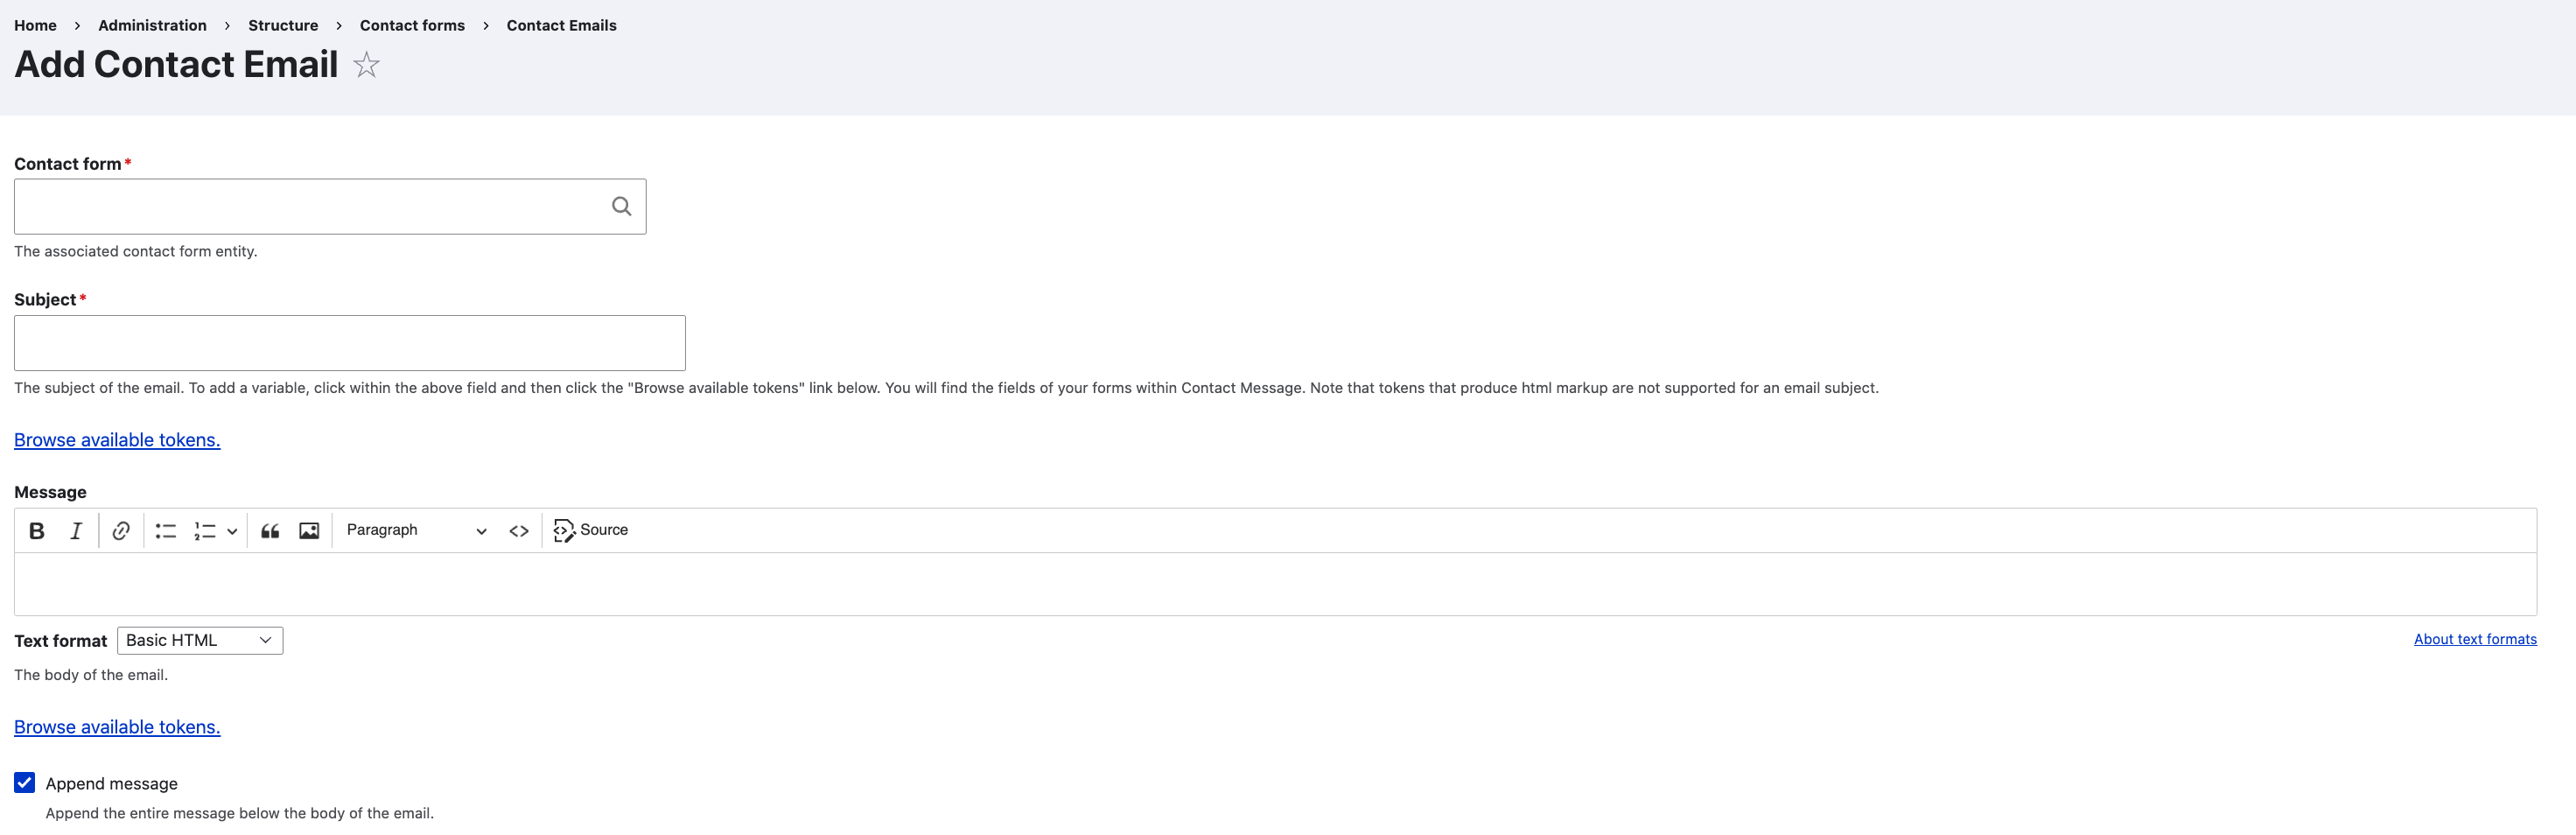 Home > Administration > Structure > Contact forms > Contact Emails
Add Contact Email ☆
Contact form*
The associated contact form entity.
Subject*
The subject of the email. To add a variable, click within the above field and then click the "Browse available tokens" link below. You will find the fields of your forms within Contact Message. Note that tokens that produce html markup are not supported for an email subject.
Browse available tokens.
Message
Paragraph Source
Text format Basic HTML About text formats
The body of the email.
Browse available tokens.
Append message
Append the entire message below the body of the email.